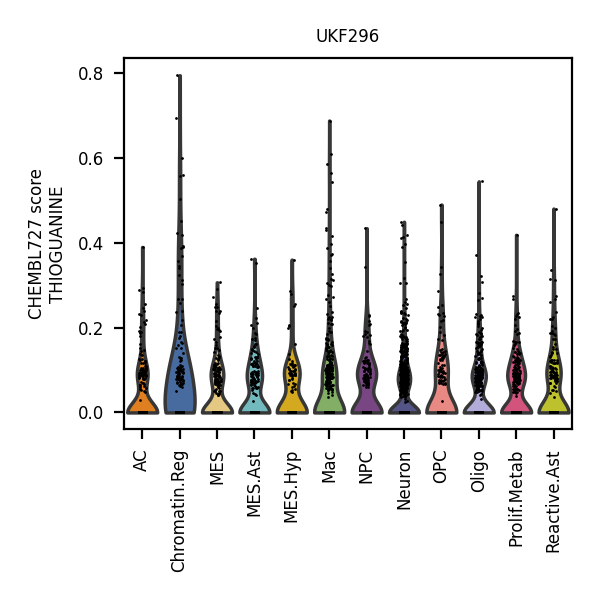 UKF296
CHEMBL727 score
THIOGUANINE
0.8
0.6
0.4
0.2
0.0
AC
Chromatin.Reg
MES
MES.Ast
MES.Hyp
Mac
NPC
Neuron
OPC
Oligo
Prolif.Metab
Reactive.Ast